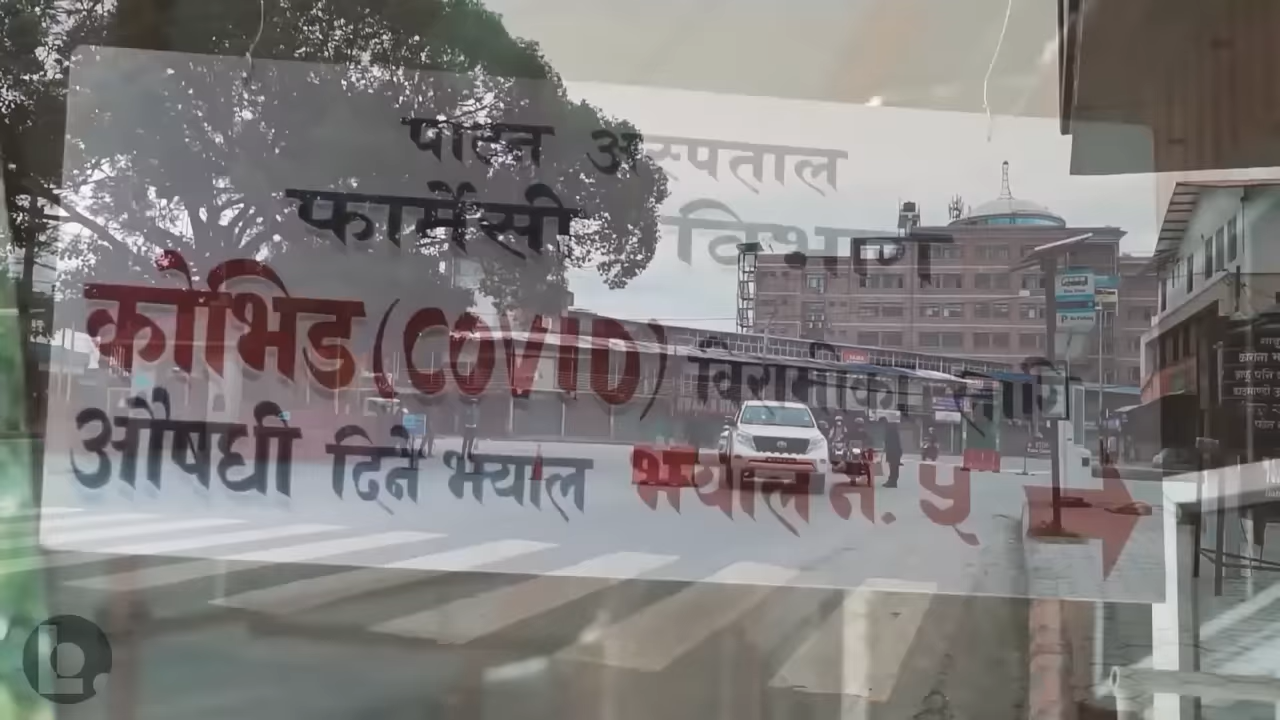 पाटन अस्पताल
फार्मेसी विभाग
कोभिड (COVID) विरामीका लागि
औषधी दिने झ्याल झ्याल नं. ५